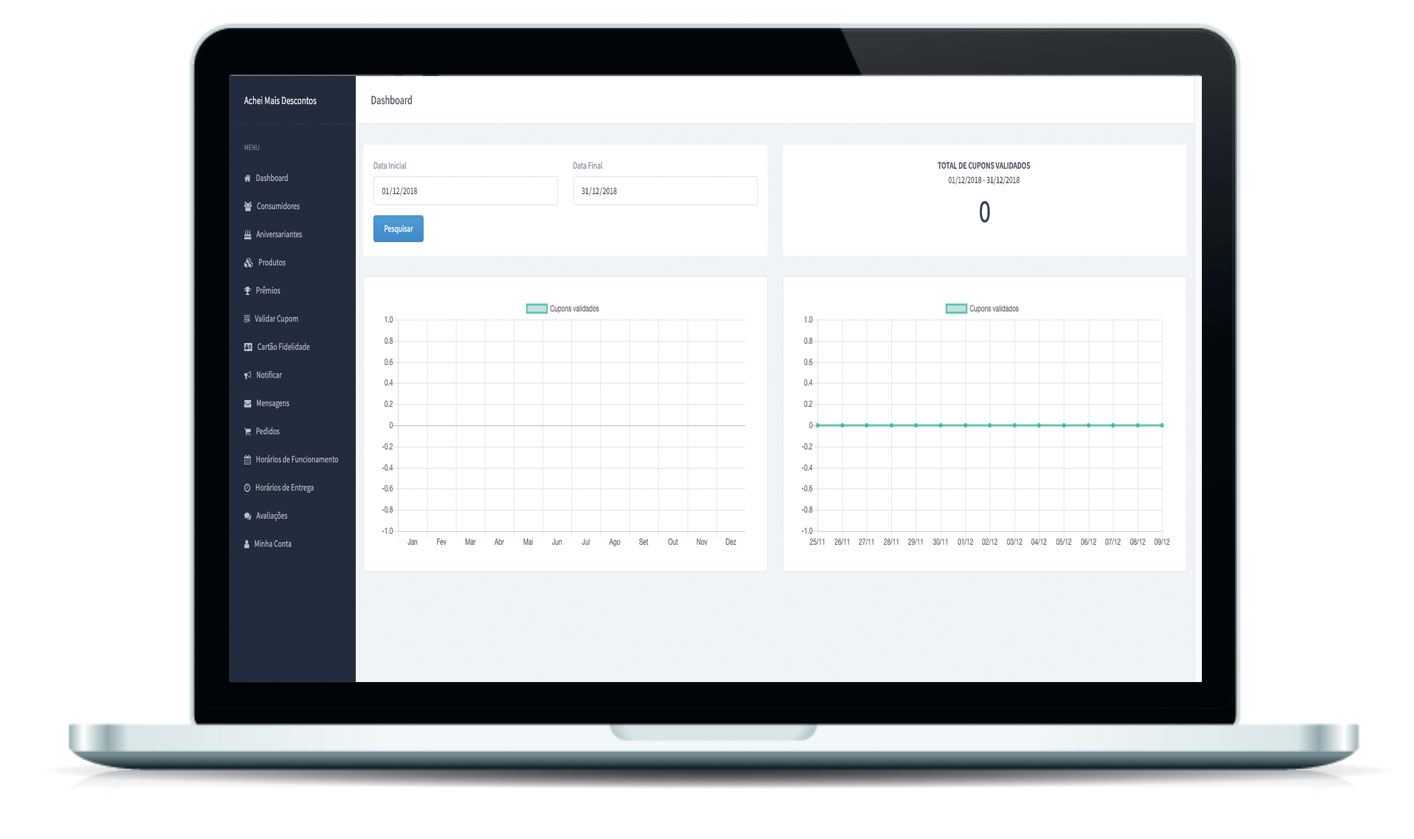 Achei Mais Descontos
Dashboard
MENU
Dashboard
Consumidores
Aniversariantes
Produtos
Prêmios
Validar Cupom
Cartão Fidelidade
Notificar
Mensagens
Pedidos
Horários de Funcionamento
Horários de Entrega
Avaliações
Minha Conta
Data Inicial
Data Final
01/12/2018
31/12/2018
Pesquisar
TOTAL DE CUPONS VALIDADOS
01/12/2018 - 31/12/2018
0
Cupons validados
1.0
0.8
0.6
0.4
0.2
0
-0.2
-0.4
-0.6
-0.8
-1.0
Jan Fev Mar Abr Mai Jun Jul Ago Set Out Nov Dez
Cupons validados
1.0
0.8
0.6
0.4
0.2
0
-0.2
-0.4
-0.6
-0.8
-1.0
25/11 26/11 27/11 28/11 29/11 30/11 01/12 02/12 03/12 04/12 05/12 06/12 07/12 08/12 09/12